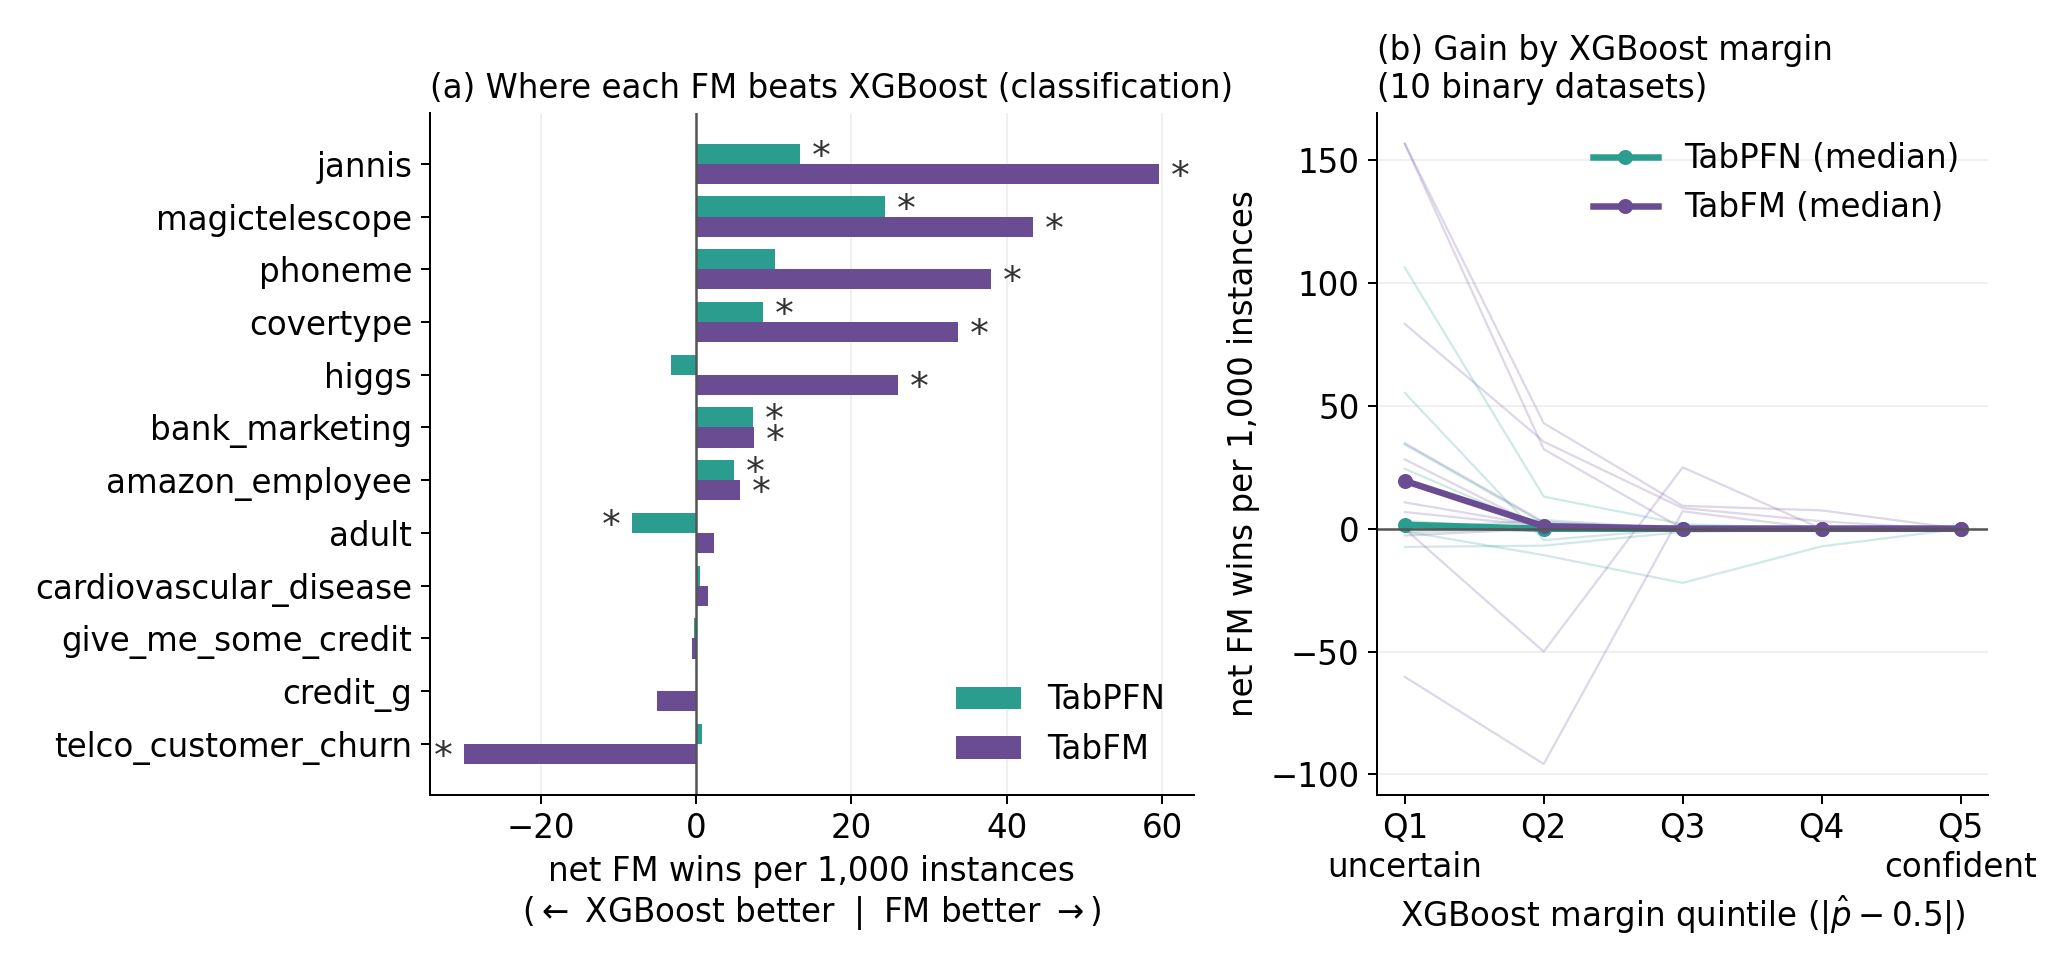 (a) Where each FM beats XGBoost (classification)
jannis
magictelescope
phoneme
covertype
higgs
bank_marketing
amazon_employee
adult
cardiovascular_disease
give_me_some_credit
credit_g
telco_customer_churn
* *
* *
*
* *
*
* *
* *
*
*
TabPFN
TabFM
−20 0 20 40 60
net FM wins per 1,000 instances
(← XGBoost better | FM better →)
(b) Gain by XGBoost margin
(10 binary datasets)
TabPFN (median)
TabFM (median)
net FM wins per 1,000 instances
150
100
50
0
−50
−100
Q1 Q2 Q3 Q4 Q5
uncertain confident
XGBoost margin quintile (|p̂ − 0.5|)